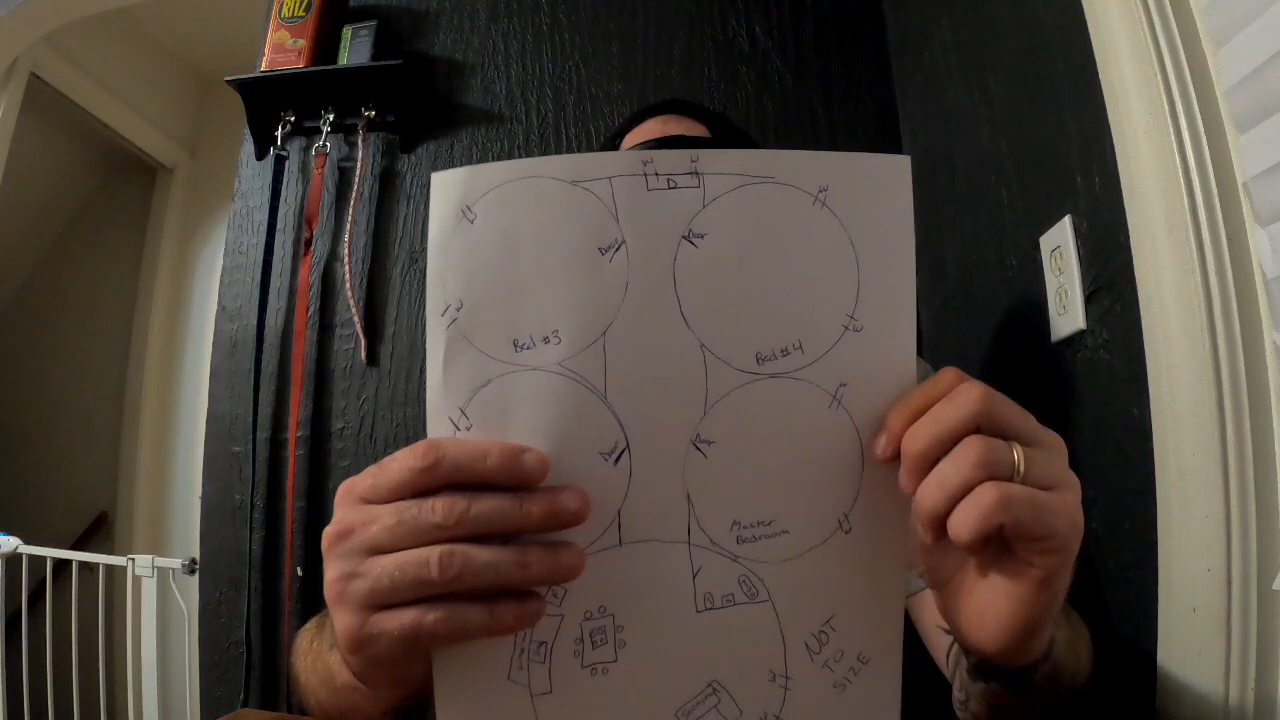 RITZ
W W
D
W
Door
Door
W
W
Bed #3
Bed #4
W
W
Door
Door
Master
Bedroom
W
NOT
TO
SIZE
W